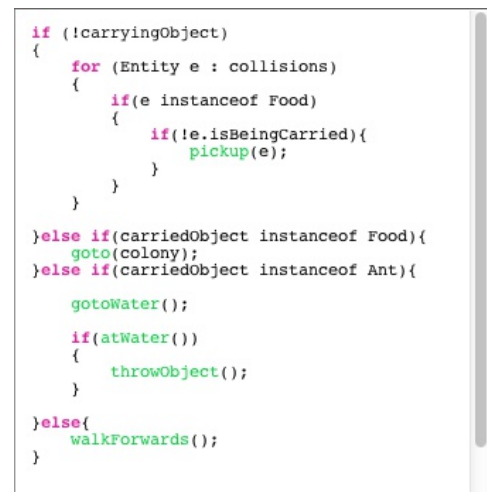 if (!carryingObject)
{
    for (Entity e : collisions)
    {
        if(e instanceof Food)
        {
            if(!e.isBeingCarried){
                pickup(e);
            }
        }
    }

}else if(carriedObject instanceof Food){
    goto(colony);
}else if(carriedObject instanceof Ant){

    gotoWater();

    if(atWater())
    {
        throwObject();
    }

}else{
    walkForwards();
}